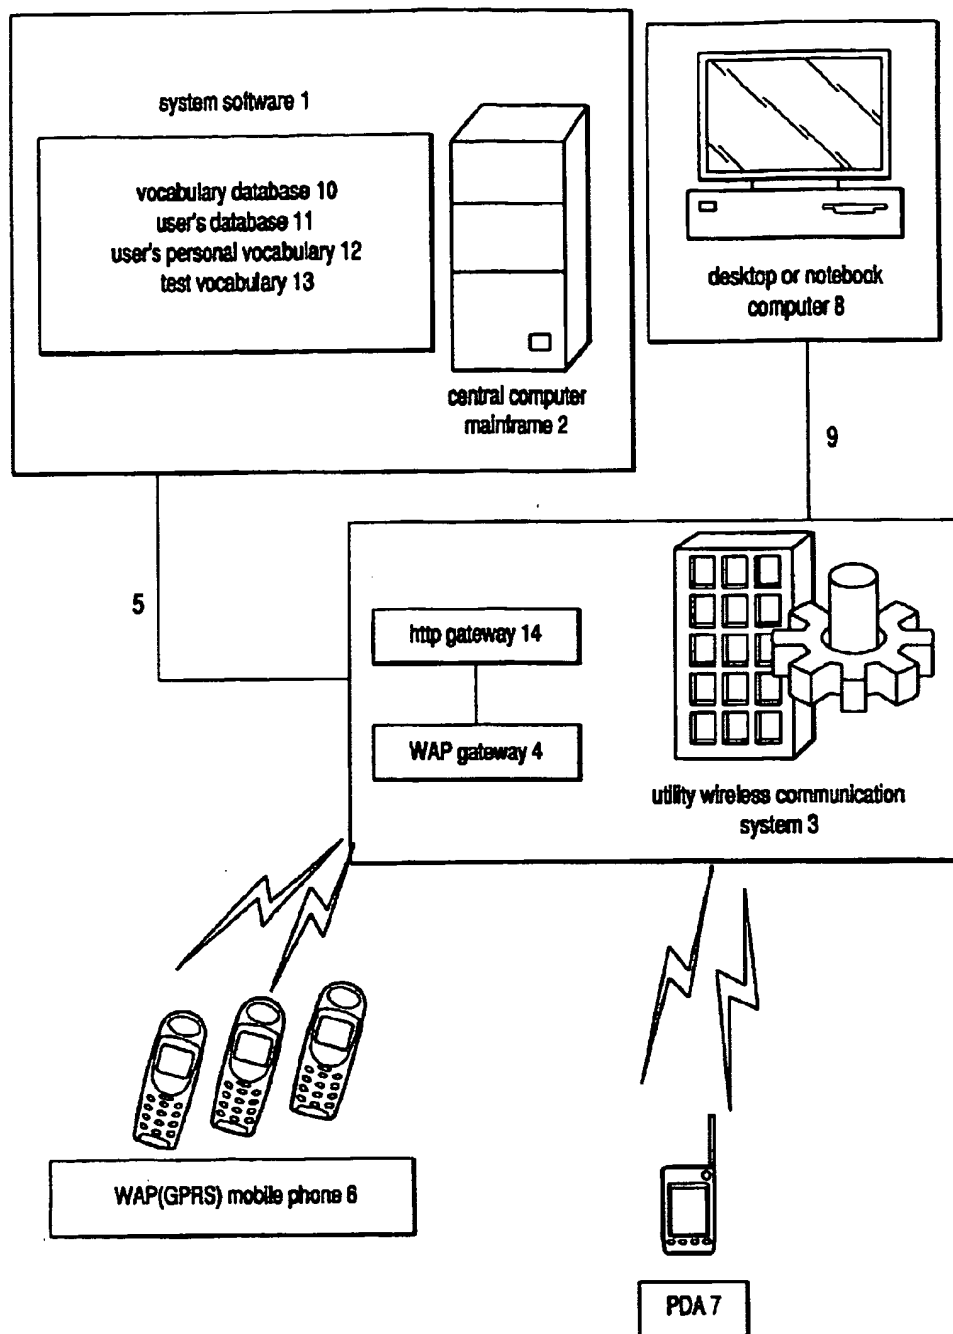 system software 1
vocabulary database 10
user's database 11
user's personal vocabulary 12
test vocabulary 13
central computer
mainframe 2
desktop or notebook
computer 8
9
5
http gateway 14
WAP gateway 4
utility wireless communication
system 3
WAP(GPRS) mobile phone 6
PDA 7